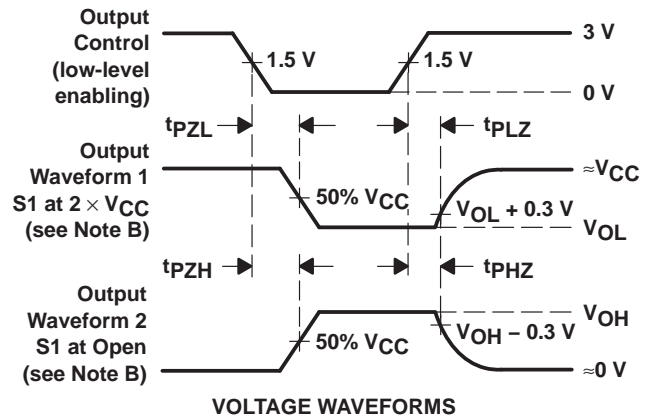 Output
Control
(low-level
enabling)
1.5 V
1.5 V
3 V
0 V
tPZL
tPLZ
Output
Waveform 1
S1 at 2 × VCC
(see Note B)
50% VCC
≈VCC
VOL + 0.3 V
VOL
tPZH
tPHZ
Output
Waveform 2
S1 at Open
(see Note B)
50% VCC
VOH
VOH − 0.3 V
≈0 V
VOLTAGE WAVEFORMS